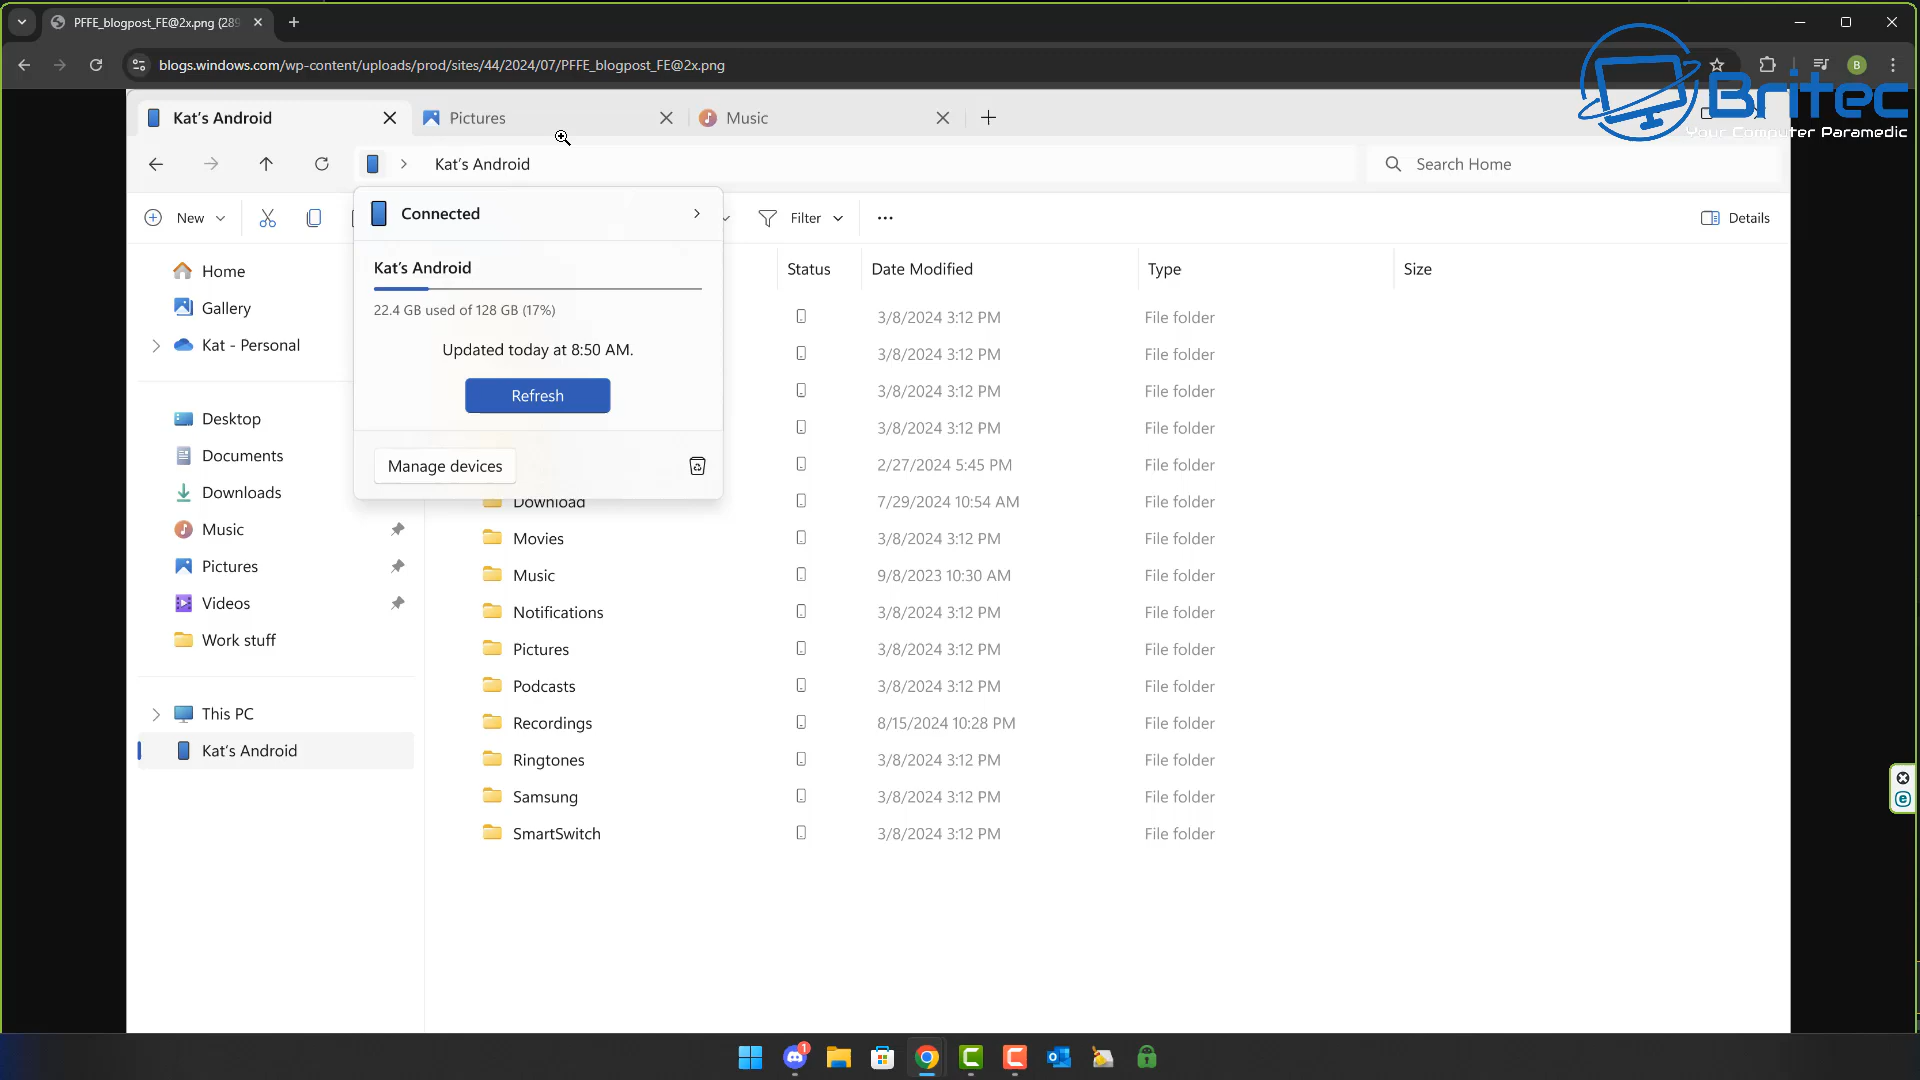 PFFE_blogpost_FE@2x.png (289
blogs.windows.com/wp-content/uploads/prod/sites/44/2024/07/PFFE_blogpost_FE@2x.png
B
Britec
Your Computer Paramedic
Kat's Android
Pictures
Music
Kat's Android
Search Home
New
Filter
Details
Connected
Kat's Android
22.4 GB used of 128 GB (17%)
Updated today at 8:50 AM.
Refresh
Manage devices
Home
Gallery
Kat - Personal
Desktop
Documents
Downloads
Music
Pictures
Videos
Work stuff
This PC
Kat's Android
Status Date Modified Type Size
3/8/2024 3:12 PM File folder
3/8/2024 3:12 PM File folder
3/8/2024 3:12 PM File folder
3/8/2024 3:12 PM File folder
2/27/2024 5:45 PM File folder
Download 7/29/2024 10:54 AM File folder
Movies 3/8/2024 3:12 PM File folder
Music 9/8/2023 10:30 AM File folder
Notifications 3/8/2024 3:12 PM File folder
Pictures 3/8/2024 3:12 PM File folder
Podcasts 3/8/2024 3:12 PM File folder
Recordings 8/15/2024 10:28 PM File folder
Ringtones 3/8/2024 3:12 PM File folder
Samsung 3/8/2024 3:12 PM File folder
SmartSwitch 3/8/2024 3:12 PM File folder
1